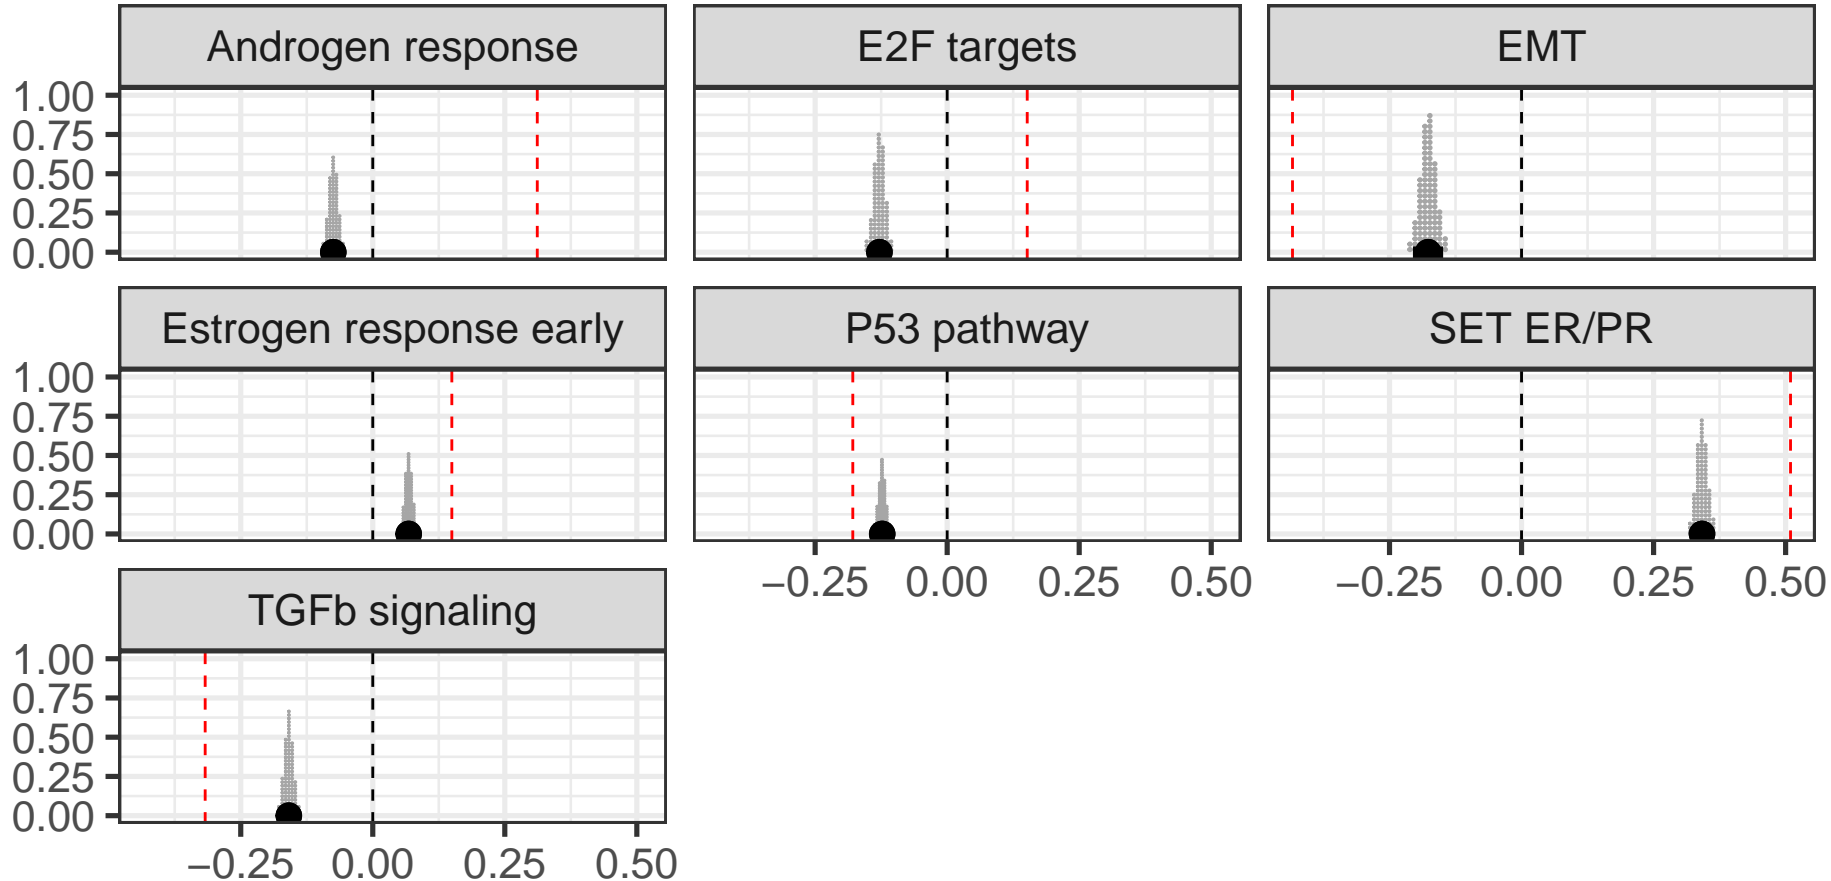 Androgen response
E2F targets
EMT
1.00
0.75
0.50
0.25
0.00
Estrogen response early
P53 pathway
SET ER/PR
1.00
0.75
0.50
0.25
0.00
−0.25 0.00 0.25 0.50
−0.25 0.00 0.25 0.50
TGFb signaling
1.00
0.75
0.50
0.25
0.00
−0.25 0.00 0.25 0.50